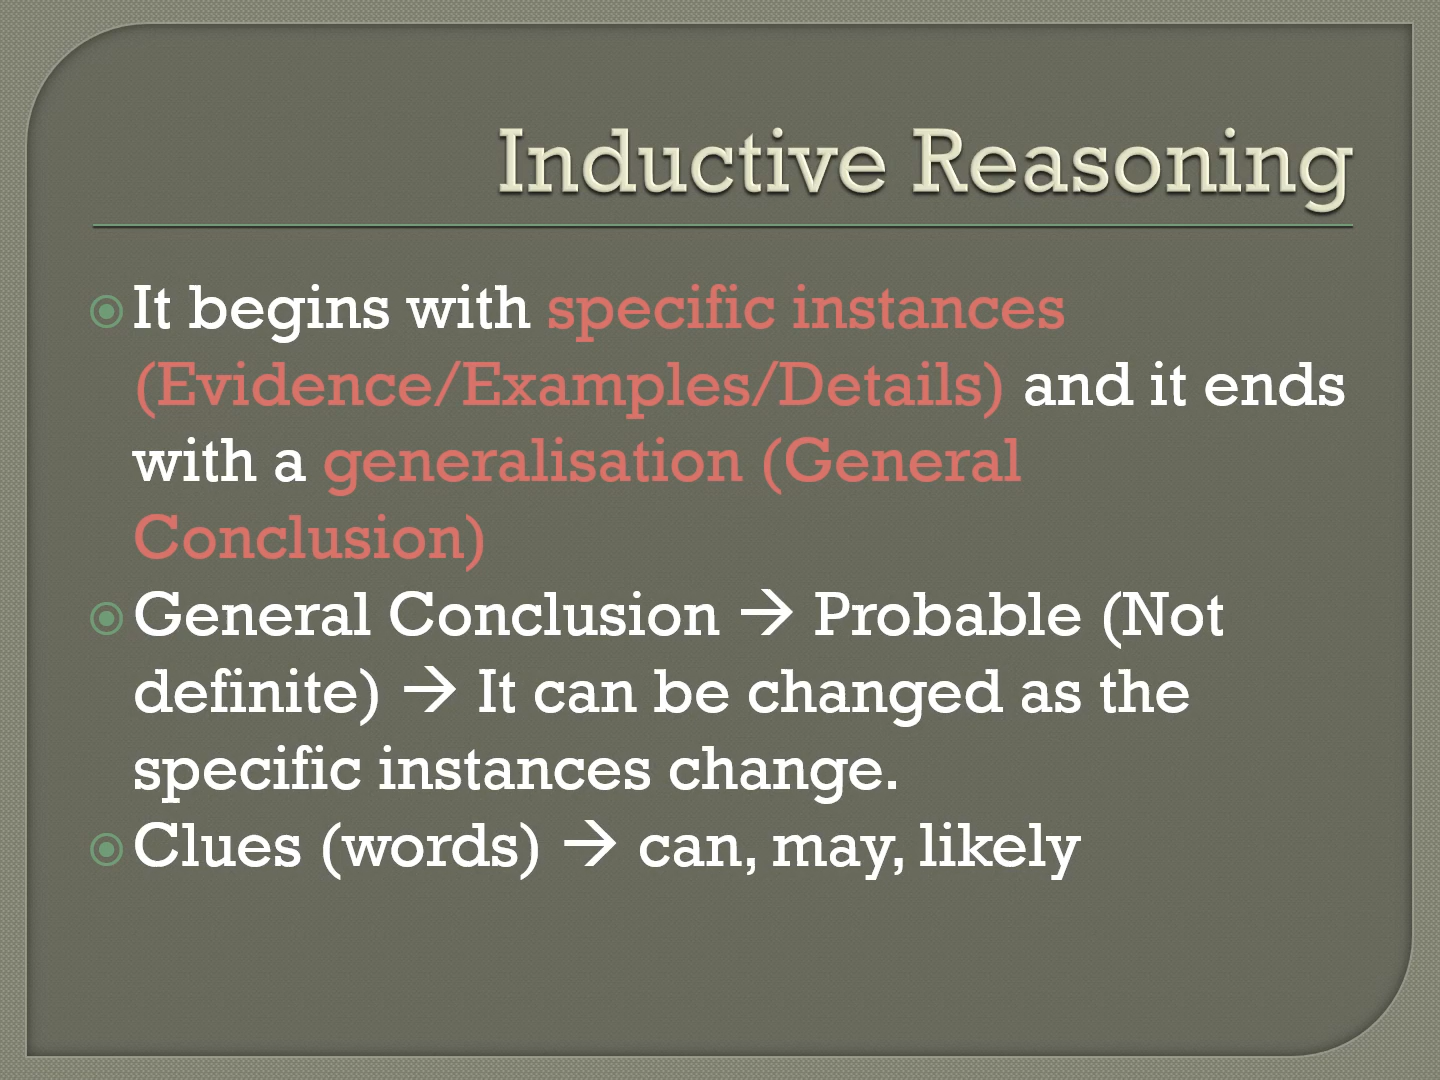 Inductive Reasoning
It begins with specific instances
(Evidence/Examples/Details) and it ends
with a generalisation (General
Conclusion)
General Conclusion → Probable (Not
definite) → It can be changed as the
specific instances change.
Clues (words) → can, may, likely